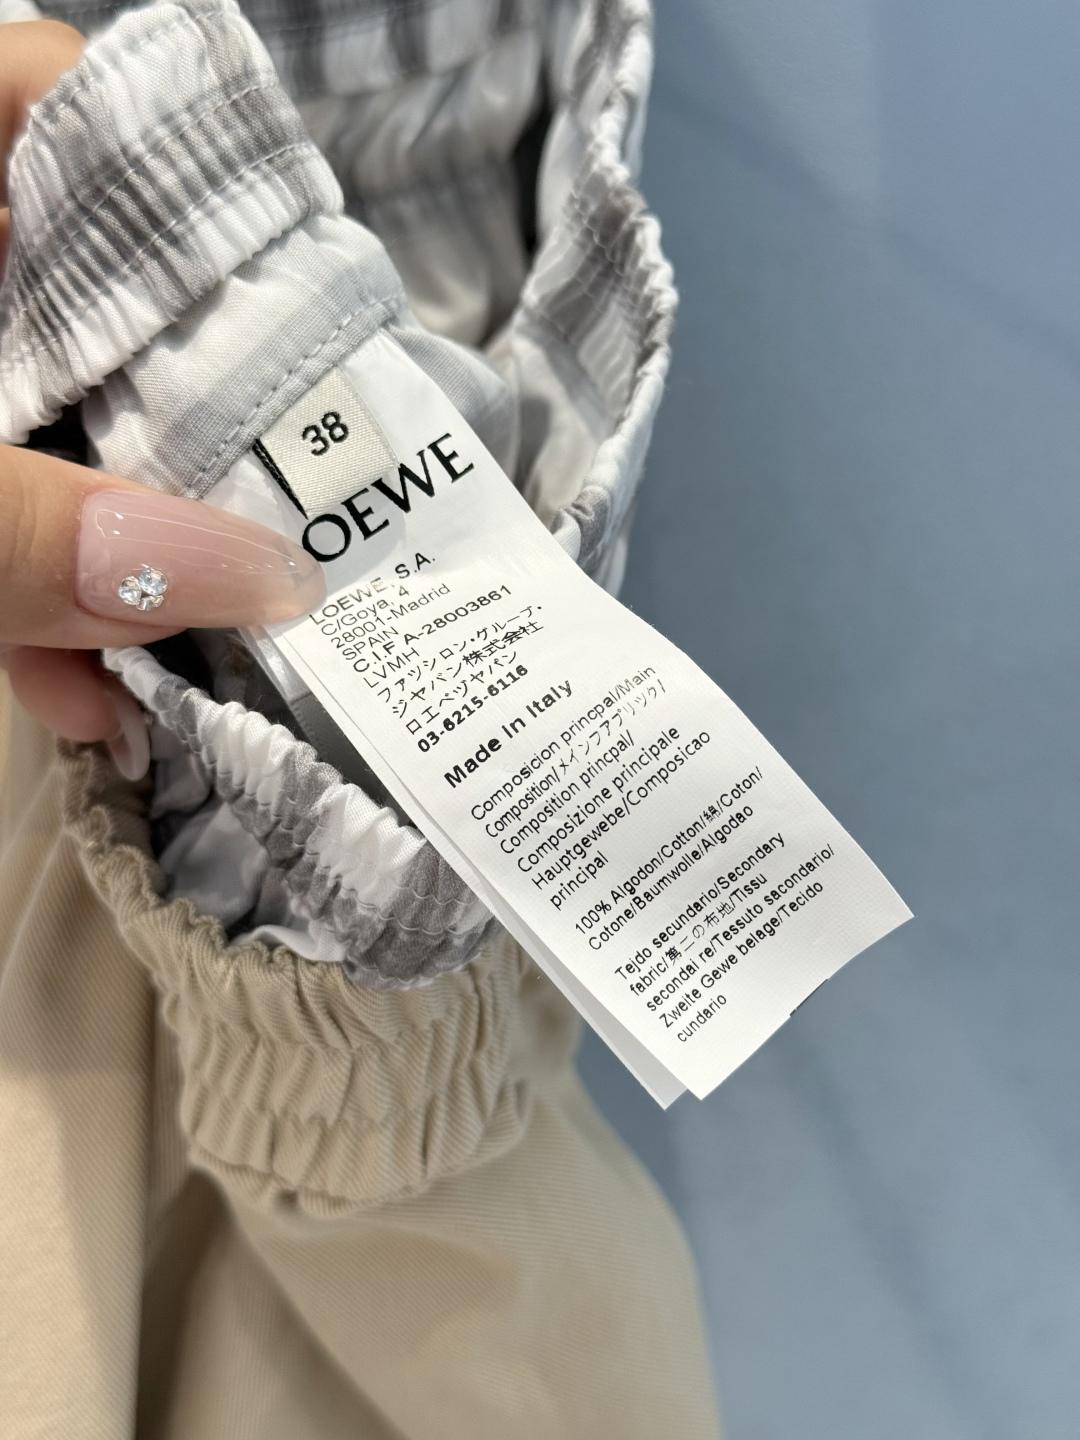 38
OEWE
LOEWE, S.A.
C/Goya, 4
28001-Madrid
SPAIN
C.I.F A-28003861
LVMH
ファッション・グループ・
ジャパン株式会社
ロエベジャパン
03-6215-6116
Made In Italy
Composicion princpal/Main
Composition/メインファブリック/
Composition princpal/
Composizione principale
Hauptgewebe/Composicao
principal
100% Algodon/Cotton/綿/Coton/
Cotone/Baumwolle/Algodao
Tejdo secundario/Secondary
fabric/第二の布地/Tissu
secondai re/Tessuto sacondario/
Zweite Gewe belage/Tecido
cundario